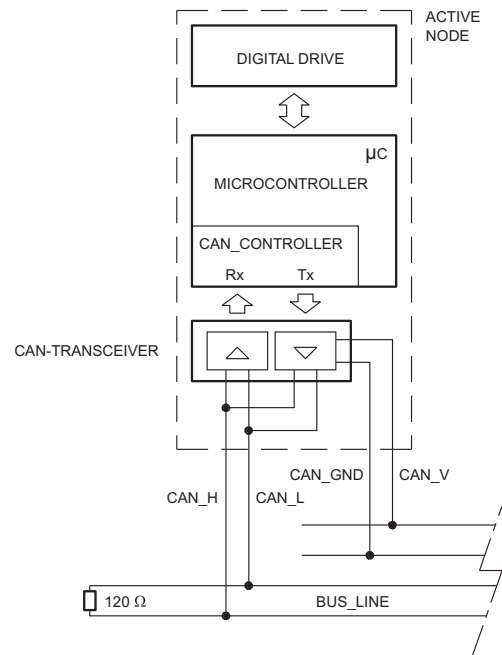 ACTIVE
NODE
DIGITAL DRIVE
μC
MICROCONTROLLER
CAN_CONTROLLER
Rx Tx
CAN-TRANSCEIVER
CAN_GND CAN_V
CAN_H CAN_L
120 Ω BUS_LINE